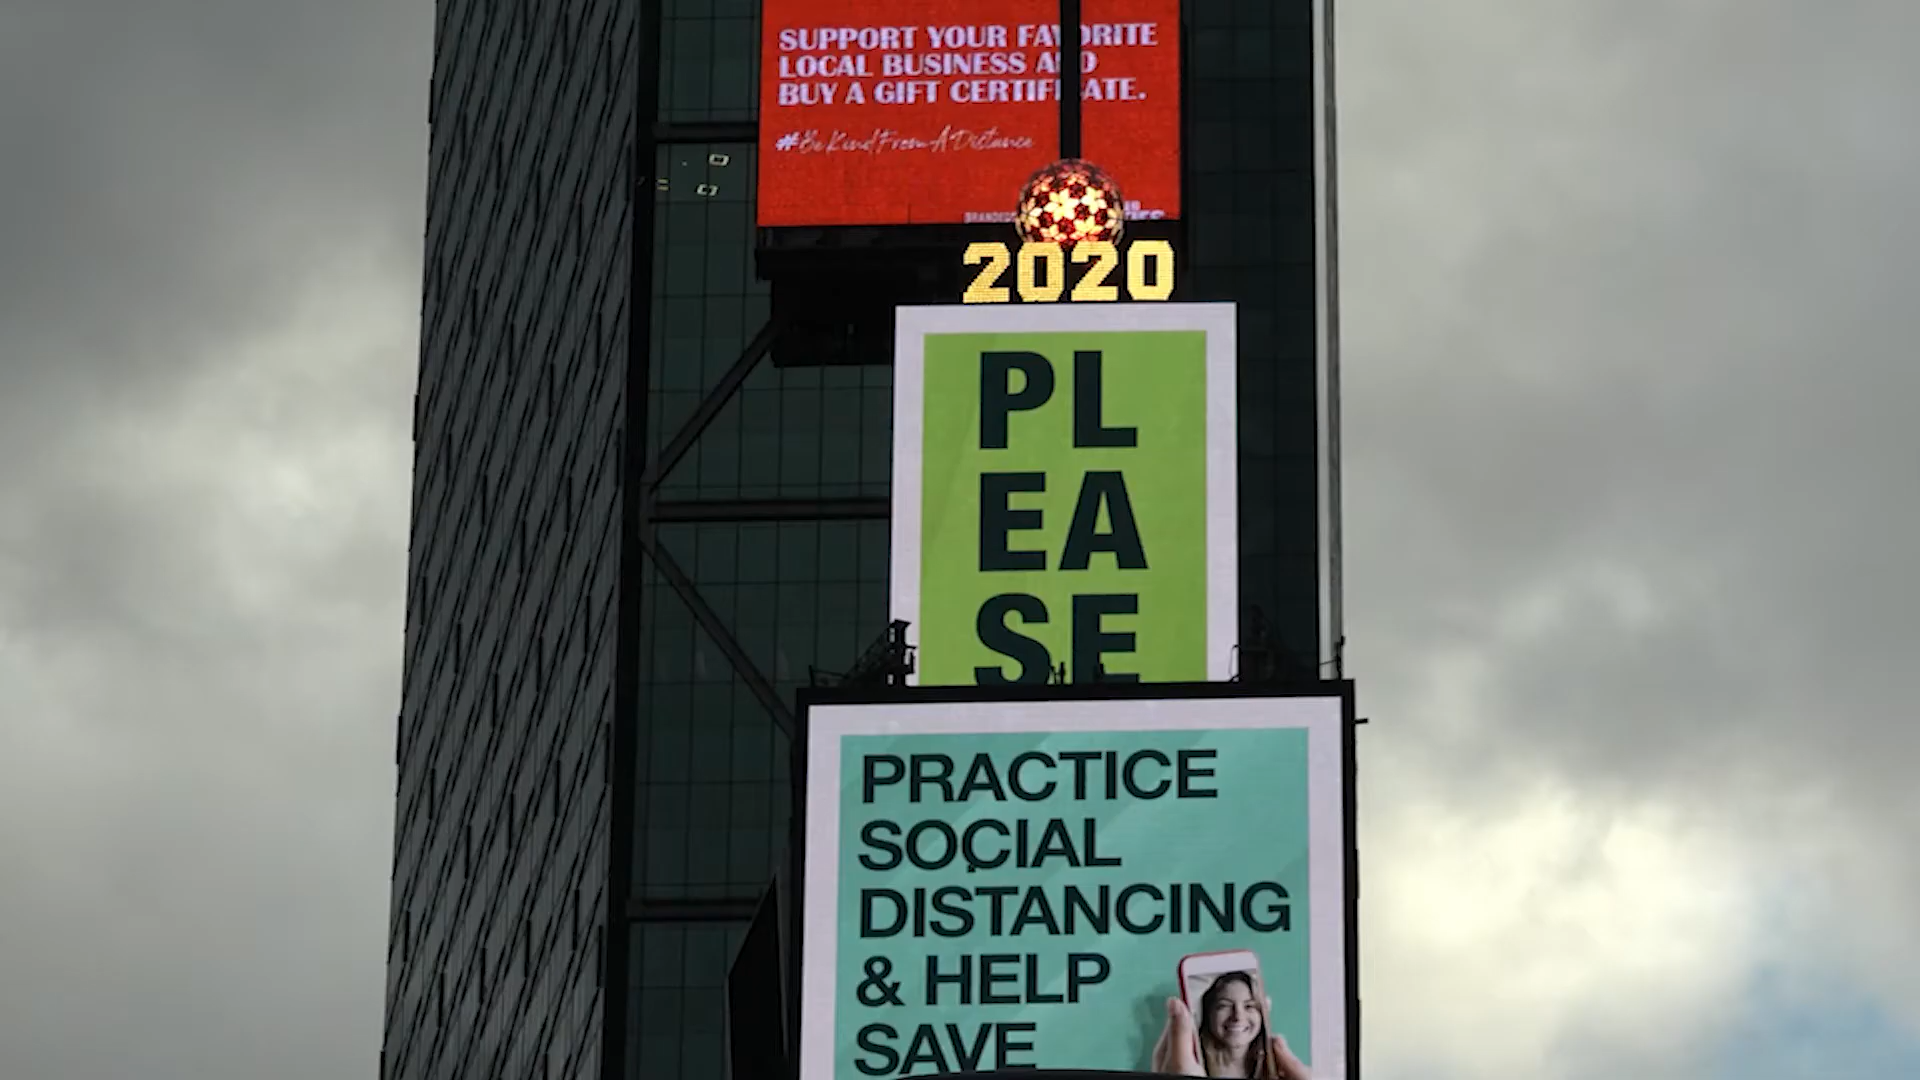 SUPPORT YOUR FAVORITE
LOCAL BUSINESS AND
BUY A GIFT CERTIFICATE.
#BeKindFromADistance
2020
PL
EA
SE
PRACTICE
SOCIAL
DISTANCING
& HELP
SAVE